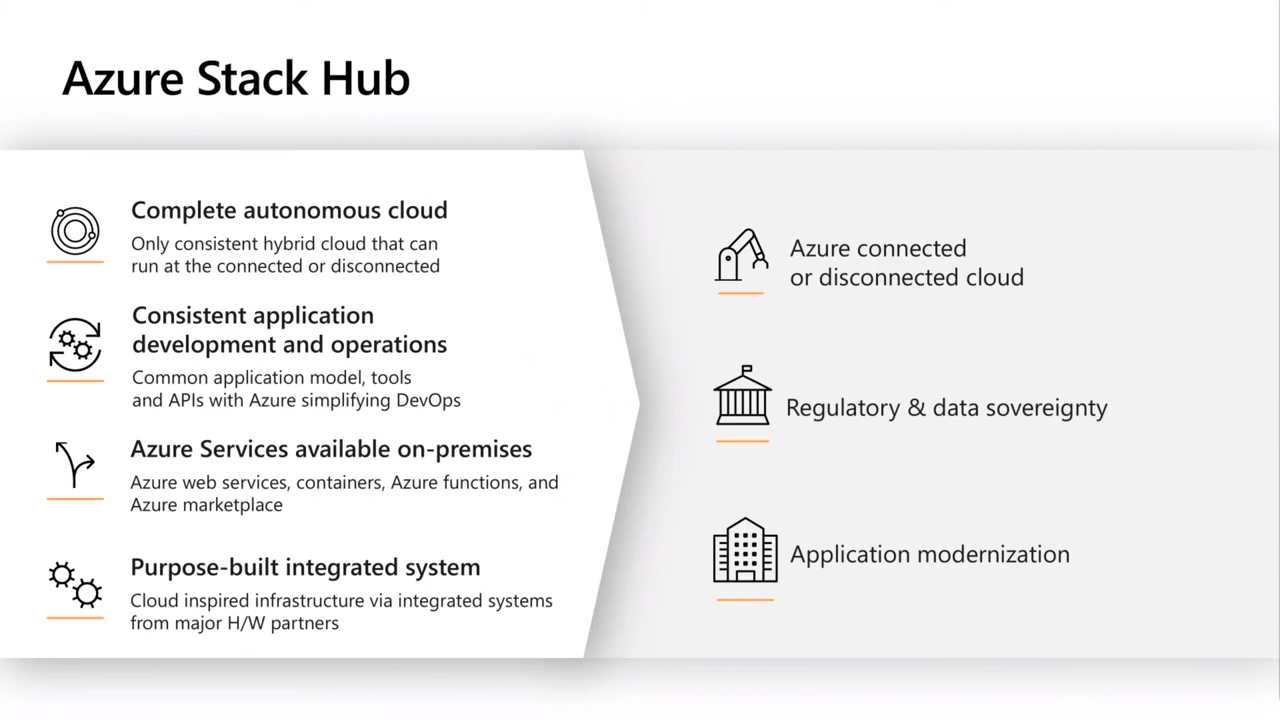 Azure Stack Hub
Complete autonomous cloud
Only consistent hybrid cloud that can
run at the connected or disconnected
Consistent application
development and operations
Common application model, tools
and APIs with Azure simplifying DevOps
Azure Services available on-premises
Azure web services, containers, Azure functions, and
Azure marketplace
Purpose-built integrated system
Cloud inspired infrastructure via integrated systems
from major H/W partners
Azure connected
or disconnected cloud
Regulatory & data sovereignty
Application modernization